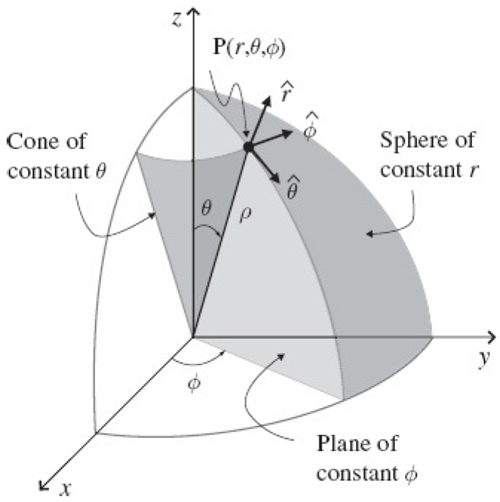 z
P(r,θ,ϕ)
r̂
ϕ̂
θ̂
Cone of
constant θ
Sphere of
constant r
θ
ρ
y
ϕ
Plane of
constant ϕ
x